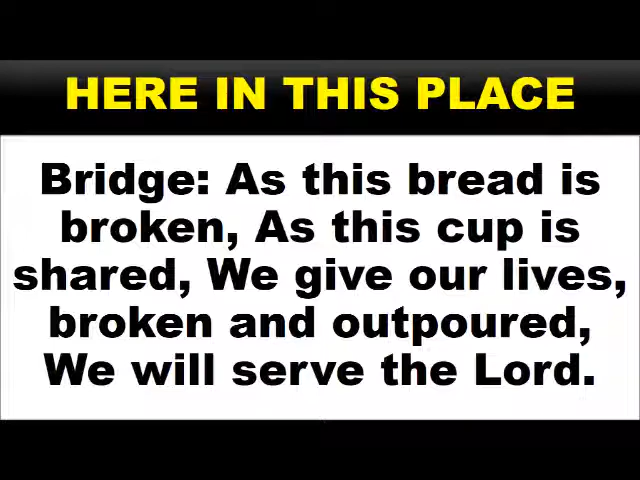 HERE IN THIS PLACE
Bridge: As this bread is
broken, As this cup is
shared, We give our lives,
broken and outpoured,
We will serve the Lord.